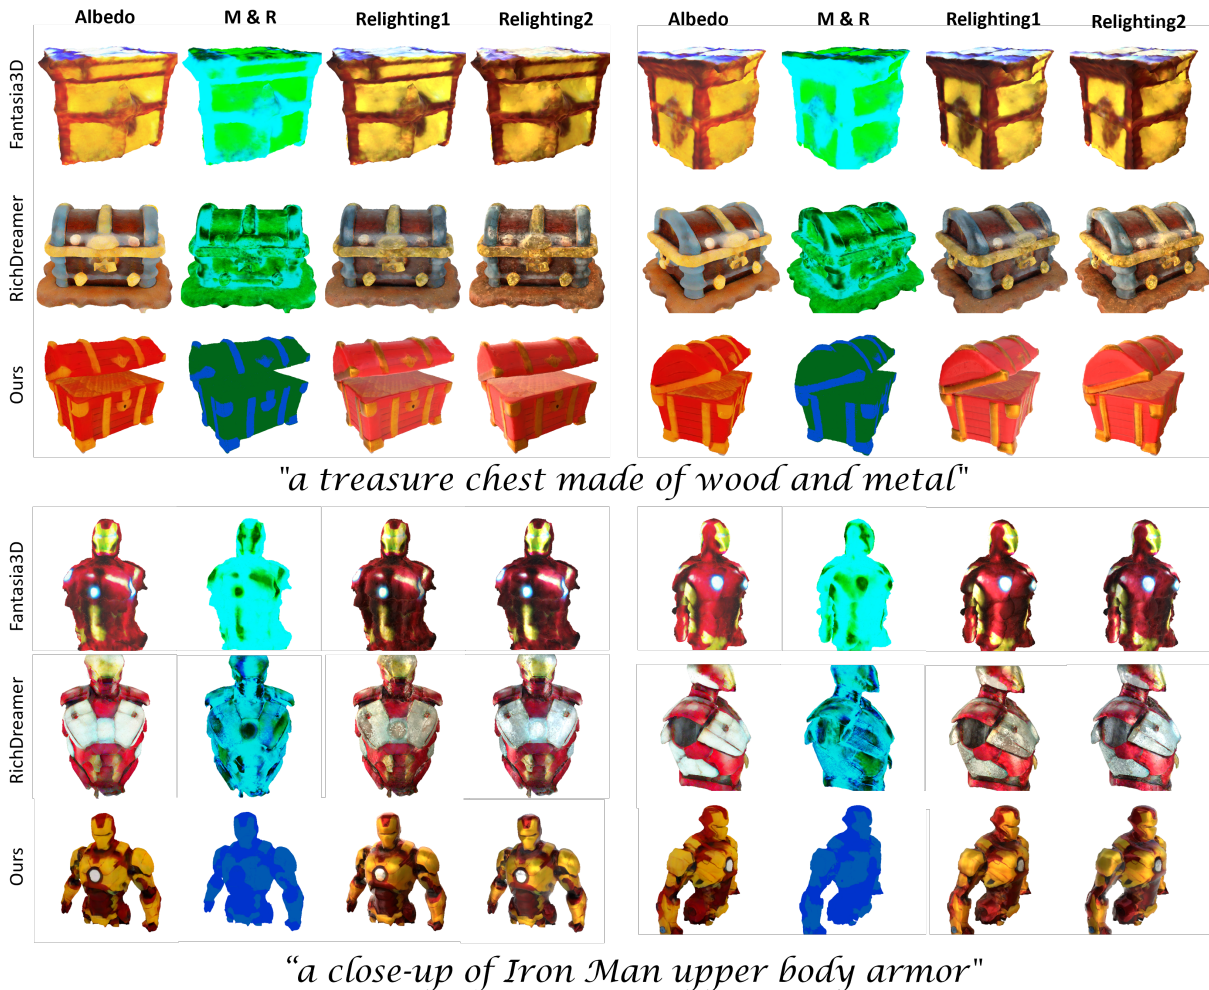 Albedo M & R Relighting1 Relighting2 Albedo M & R Relighting1 Relighting2
Fantasia3D
RichDreamer
Ours
"a treasure chest made of wood and metal"
Fantasia3D
RichDreamer
Ours
“a close-up of Iron Man upper body armor"